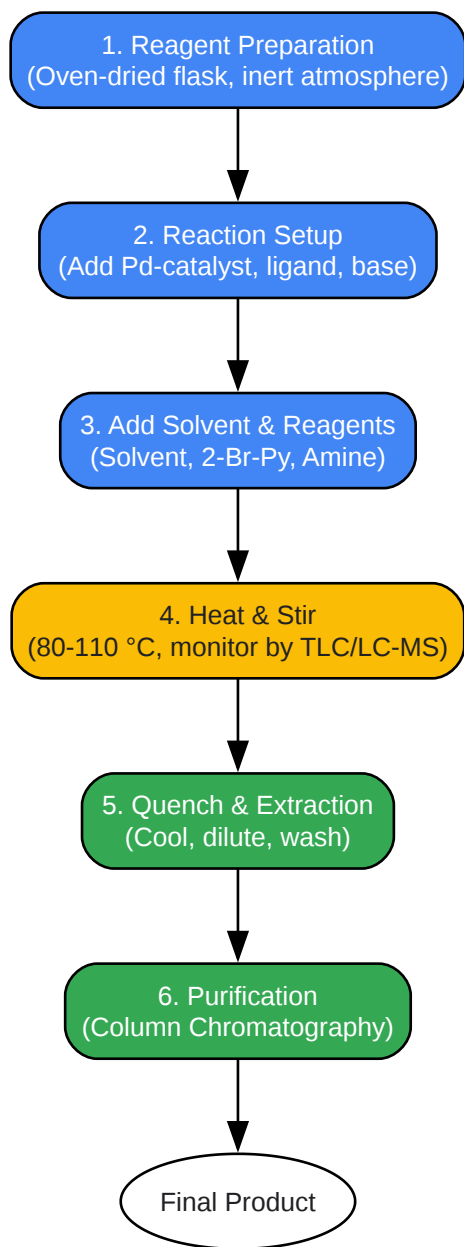 1. Reagent Preparation
(Oven-dried flask, inert atmosphere)
2. Reaction Setup
(Add Pd-catalyst, ligand, base)
3. Add Solvent & Reagents
(Solvent, 2-Br-Py, Amine)
4. Heat & Stir
(80-110 °C, monitor by TLC/LC-MS)
5. Quench & Extraction
(Cool, dilute, wash)
6. Purification
(Column Chromatography)
Final Product